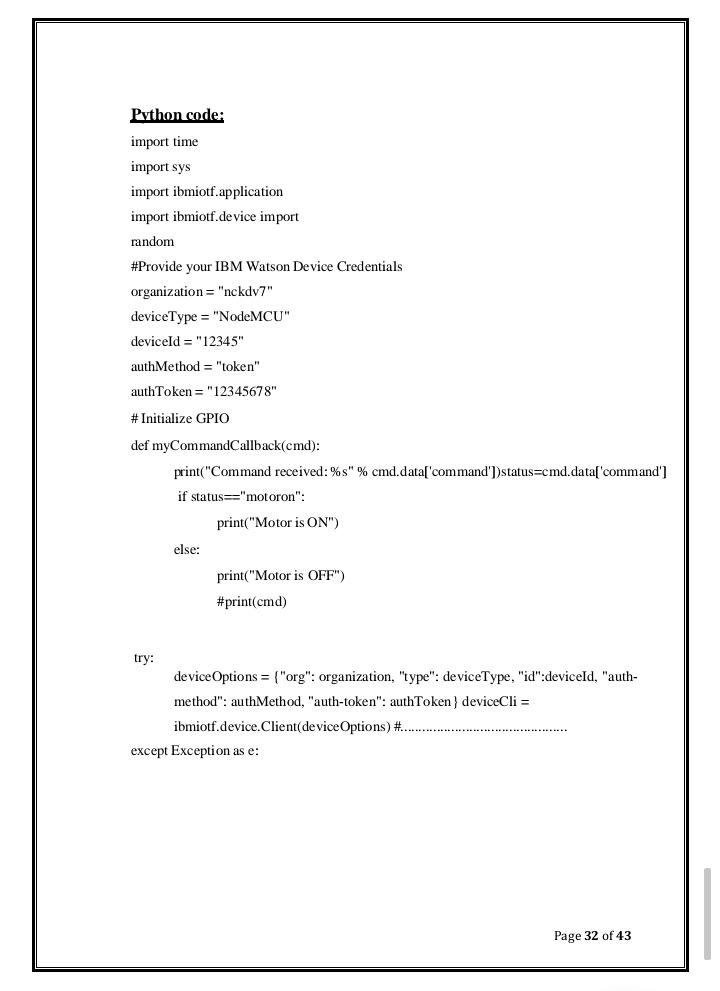 Python code:
import time
import sys
import ibmiotf.application
import ibmiotf.device import
random
#Provide your IBM Watson Device Credentials
organization = "nckdv7"
deviceType = "NodeMCU"
deviceId = "12345"
authMethod = "token"
authToken = "12345678"
# Initialize GPIO
def myCommandCallback(cmd):
print("Command received: %s" % cmd.data['command'])status=cmd.data['command']
if status=="motoron":
print("Motor is ON")
else:
print("Motor is OFF")
#print(cmd)
try:
deviceOptions = {"org": organization, "type": deviceType, "id":deviceId, "auth-
method": authMethod, "auth-token": authToken} deviceCli =
ibmiotf.device.Client(deviceOptions) #..............................................
except Exception as e:
Page 32 of 43